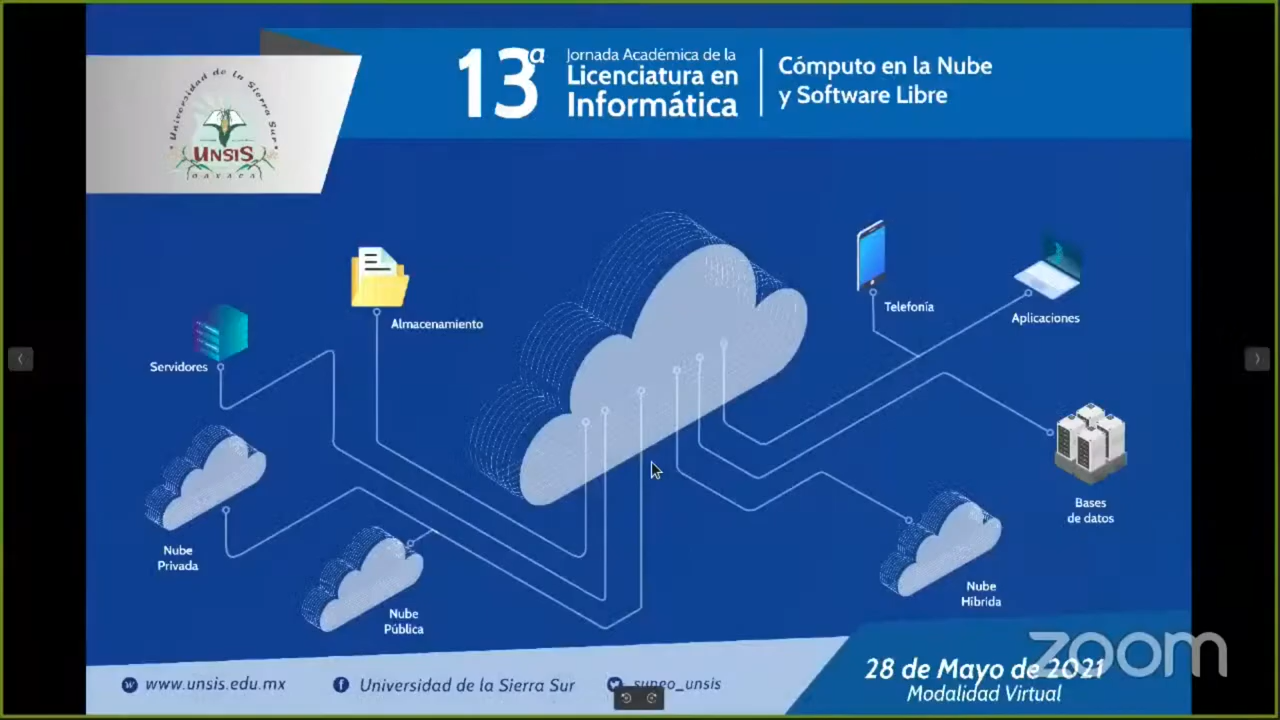 13ª
Jornada Académica de la
Licenciatura en
Informática
Cómputo en la Nube
y Software Libre
Universidad de la Sierra Sur
UNSIS
Oaxaca
Servidores
Almacenamiento
Telefonía
Aplicaciones
Nube
Privada
Nube
Pública
Bases
de datos
Nube
Híbrida
www.unsis.edu.mx
Universidad de la Sierra Sur
suneo_unsis
28 de Mayo de 2021
Modalidad Virtual
zoom